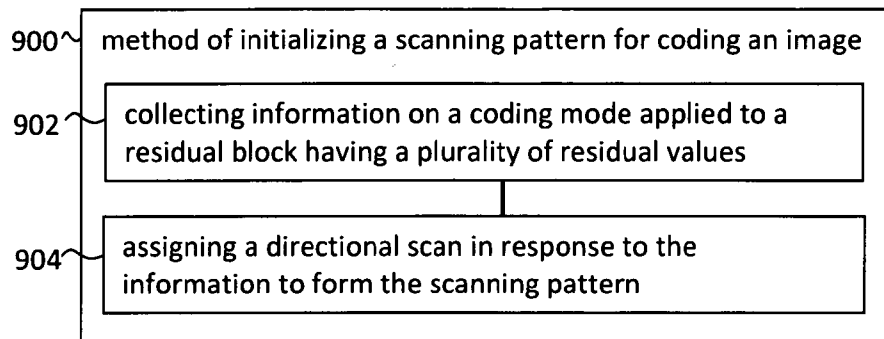 900 method of initializing a scanning pattern for coding an image
902 collecting information on a coding mode applied to a
residual block having a plurality of residual values
904 assigning a directional scan in response to the
information to form the scanning pattern